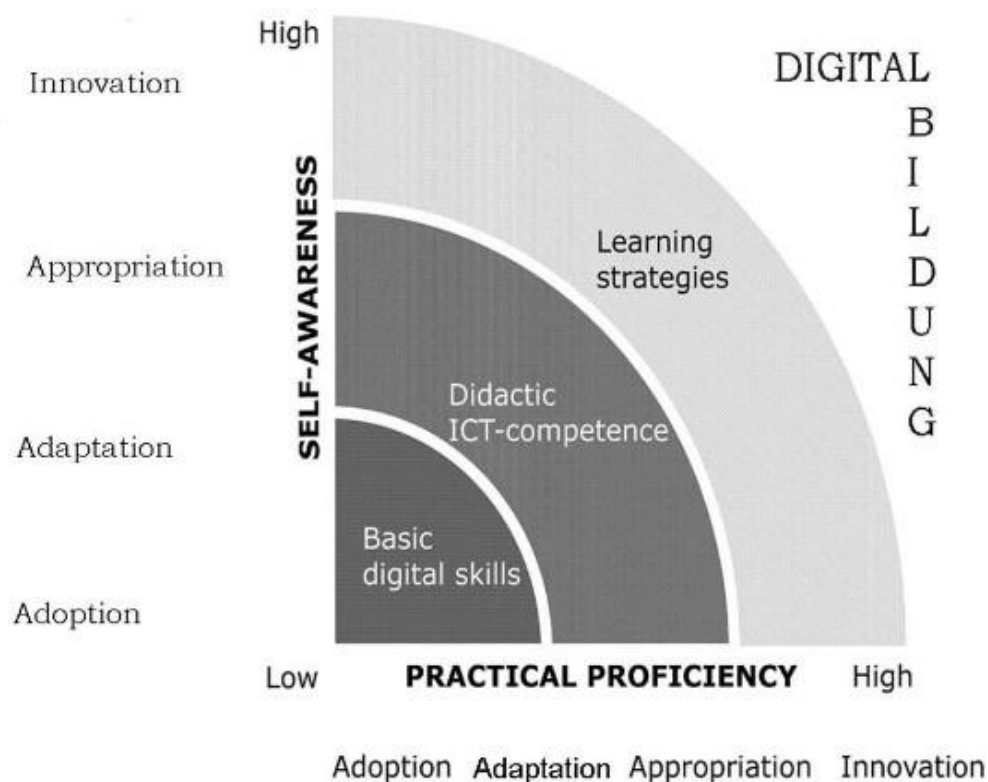 High
Innovation
DIGITAL
B
I
L
D
U
N
G
SELF-AWARENESS
Learning
strategies
Appropriation
Didactic
ICT-competence
Adaptation
Basic
digital skills
Adoption
Low PRACTICAL PROFICIENCY High
Adoption Adaptation Appropriation Innovation